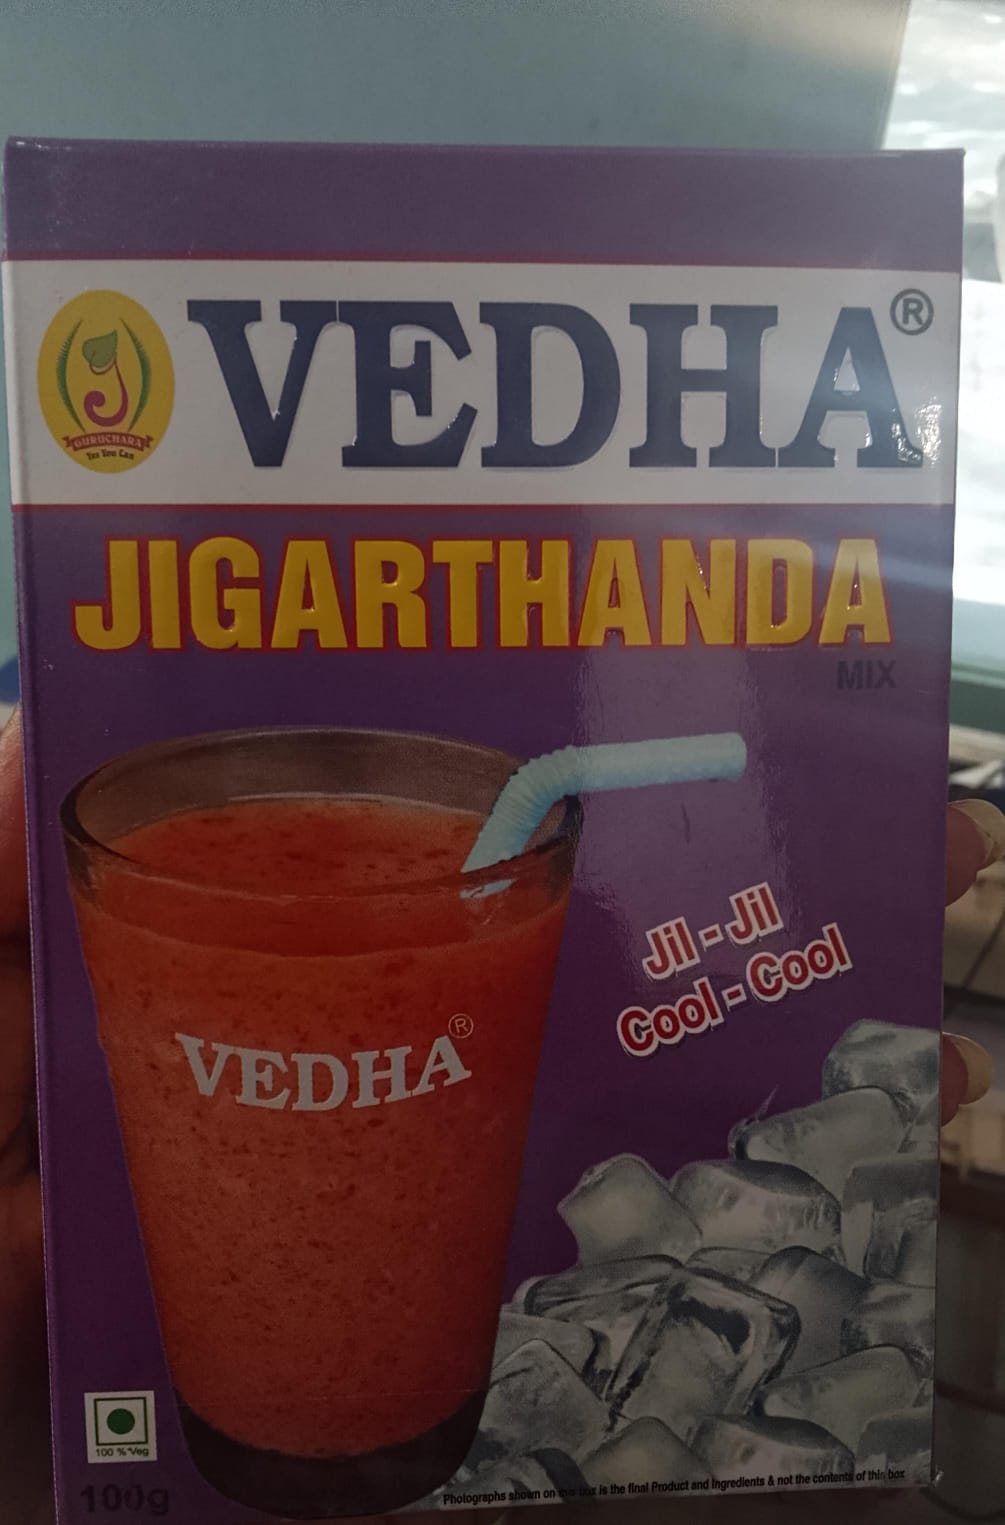 VEDHA®
GURUCHARA
Yes You Can
JIGARTHANDA
MIX
Jil - Jil
Cool - Cool
VEDHA®
100 % Veg
100g
Photographs shown on this box is the final Product and Ingredients & not the contents of this box